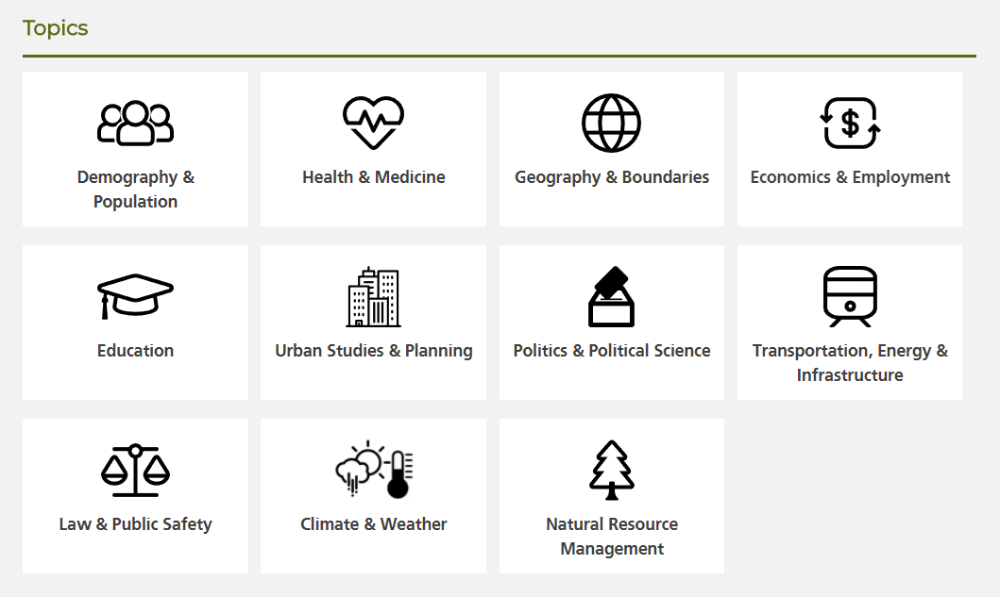 Topics
Demography &
Population
Health & Medicine
Geography & Boundaries
$
Economics & Employment
Education
Urban Studies & Planning
Politics & Political Science
Transportation, Energy &
Infrastructure
Law & Public Safety
Climate & Weather
Natural Resource
Management